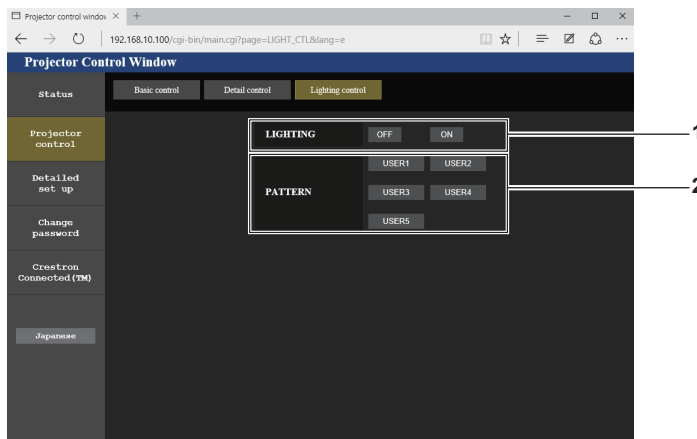 Projector control window
192.168.10.100/cgi-bin/main.cgi?page=LIGHT_CTL&lang=e
Projector Control Window
Status
Basic control
Detail control
Lighting control
Projector
control
LIGHTING
OFF
ON
1
PATTERN
USER1
USER2
USER3
USER4
USER5
2
Detailed
set up
Change
password
Crestron
Connected(TM)
Japanese